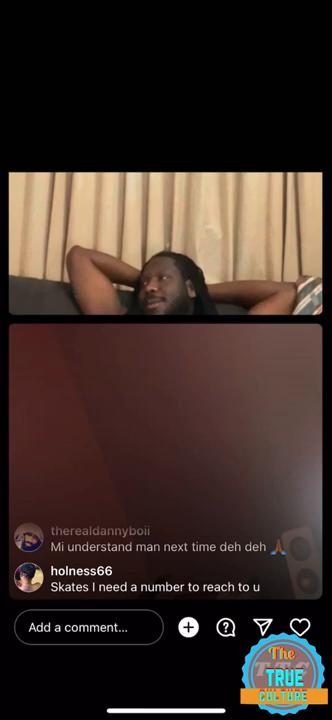 therealdannyboii
Mi understand man next time deh deh 🙏🏾
holness66
Skates I need a number to reach to u
Add a comment...
The
TRUE
CULTURE